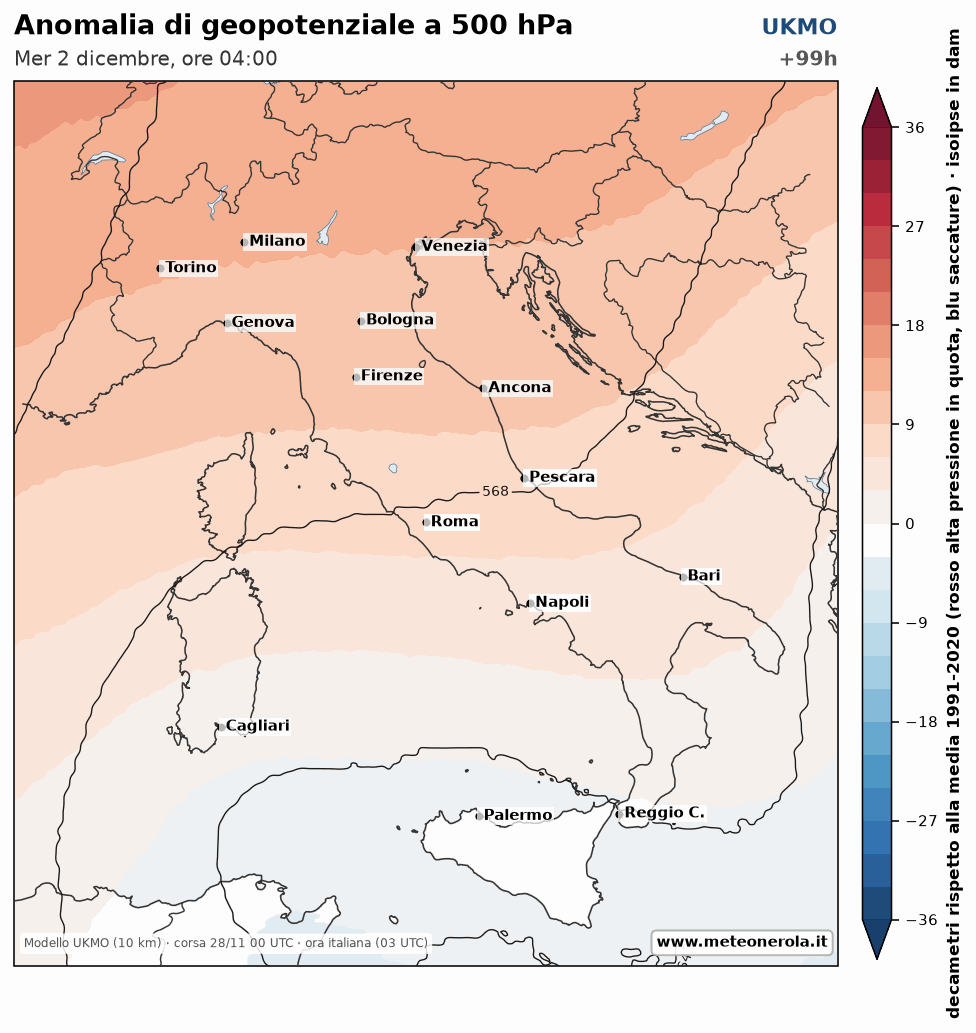 Anomalia di geopotenziale a 500 hPa
UKMO
Mer 2 dicembre, ore 04:00
+99h
Milano
Venezia
Torino
Genova
Bologna
Firenze
Ancona
Pescara
568
Roma
Bari
Napoli
Cagliari
Palermo
Reggio C.
Modello UKMO (10 km) · corsa 28/11 00 UTC · ora italiana (03 UTC)
www.meteonerola.it
36
27
18
9
0
−9
−18
−27
−36
decametri rispetto alla media 1991-2020 (rosso alta pressione in quota, blu saccature) · isoipse in dam